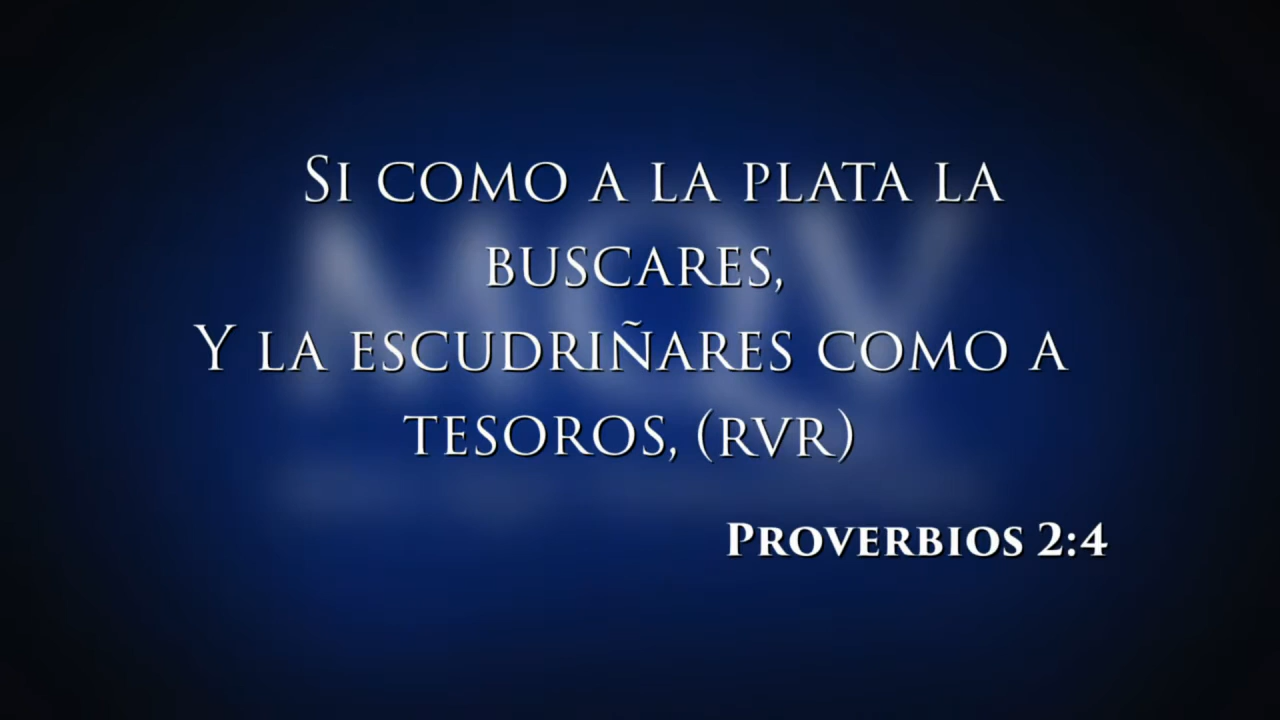 Si como a la plata la
buscares,
Y la escudriñares como a
tesoros, (rvr)
Proverbios 2:4